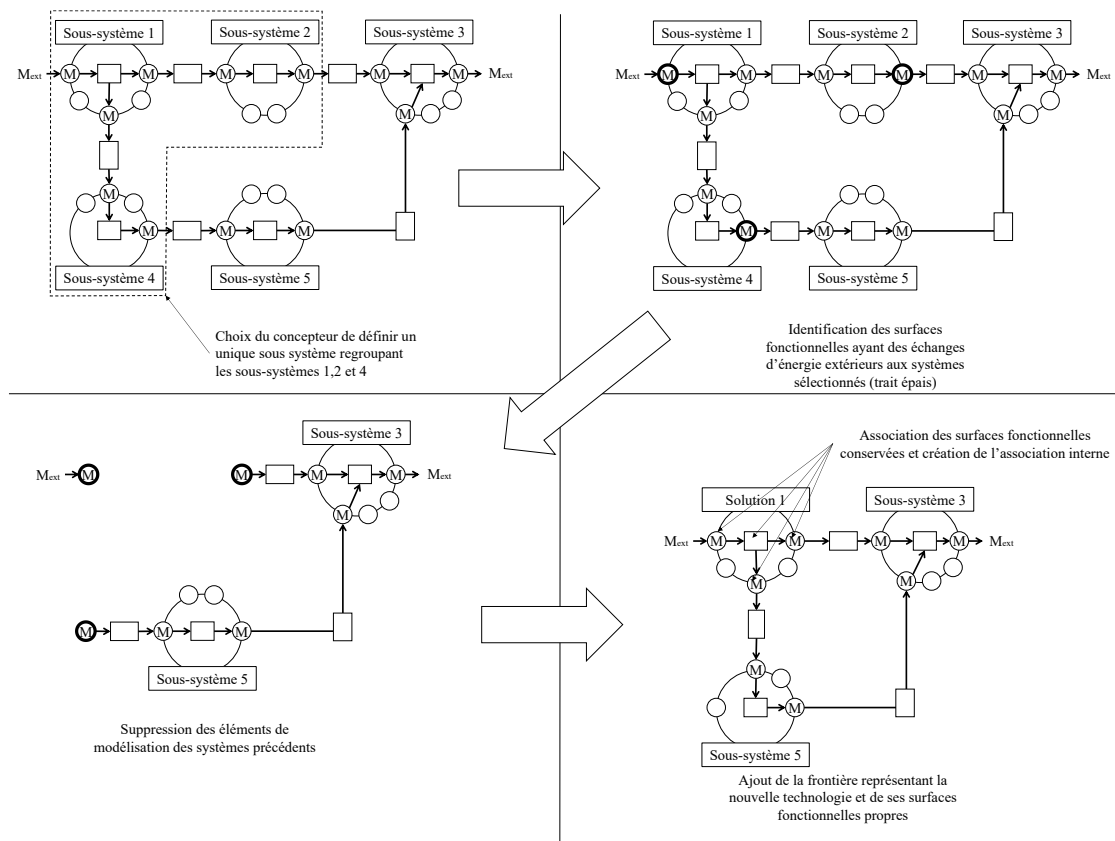 Sous-système 1
Sous-système 2
Sous-système 3
Mext
M
M
M
M
M
M
Mext
M
M
M
M
M
M
M
Sous-système 4
Sous-système 5
Choix du concepteur de définir un
unique sous système regroupant
les sous-systèmes 1,2 et 4
Sous-système 1
Sous-système 2
Sous-système 3
Mext
M
M
M
M
M
M
Mext
M
M
M
M
M
M
Sous-système 4
Sous-système 5
Identification des surfaces
fonctionnelles ayant des échanges
d’énergie extérieurs aux systèmes
sélectionnés (trait épais)
Sous-système 3
Mext
M
M
M
M
Mext
M
M
M
M
Sous-système 5
Suppression des éléments de
modélisation des systèmes précédents
Association des surfaces fonctionnelles
conservées et création de l’association interne
Solution 1
Sous-système 3
Mext
M
M
M
M
Mext
M
M
M
M
Sous-système 5
Ajout de la frontière représentant la
nouvelle technologie et de ses surfaces
fonctionnelles propres